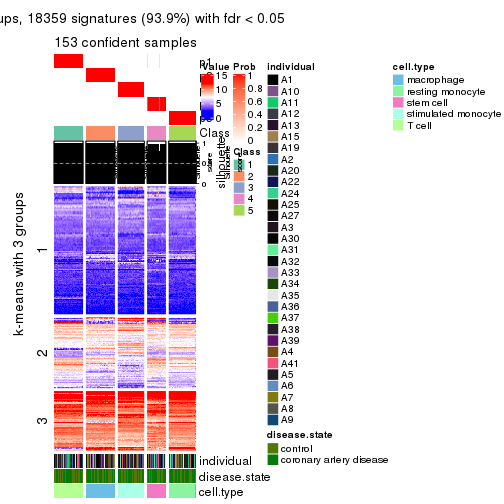 ups, 18359 signatures (93.9%) with fdr < 0.05
153 confident samples
Value
15
10
5
0
Prob
1
0.8
0.6
0.4
0.2
0
Class
silhouette
1
0
Class
1
2
3
4
5
k-means with 3 groups
1
2
3
individual
disease.state
cell.type
individual
A1
A10
A11
A12
A13
A15
A19
A2
A20
A22
A24
A25
A27
A3
A30
A31
A32
A33
A34
A35
A36
A37
A38
A39
A4
A41
A5
A6
A7
A8
A9
disease.state
control
coronary artery disease
cell.type
macrophage
resting monocyte
stem cell
stimulated monocyte
T cell